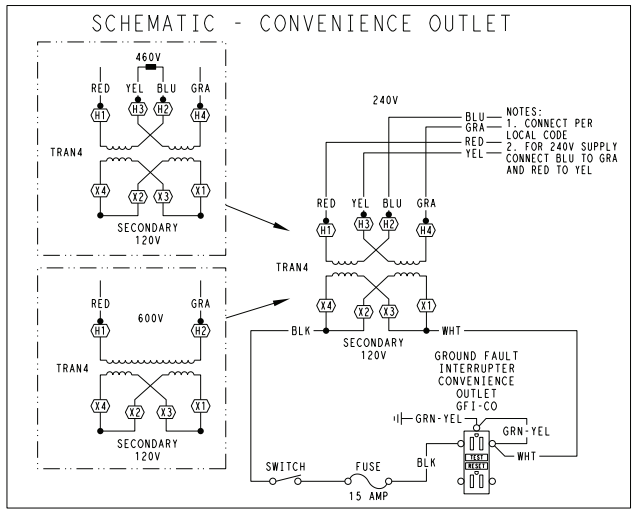 SCHEMATIC - CONVENIENCE OUTLET
460V
RED YEL BLU GRA
H1 H3 H2 H4
TRAN4
X4 X2 X3 X1
SECONDARY
120V
RED GRA
600V
H1 H2
TRAN4
X4 X2 X3 X1
SECONDARY
120V
240V
BLU
GRA
RED
YEL
NOTES:
1. CONNECT PER
LOCAL CODE
2. FOR 240V SUPPLY
CONNECT BLU TO GRA
AND RED TO YEL
RED YEL BLU GRA
H1 H3 H2 H4
TRAN4
X4 X2 X3 X1
BLK WHT
SECONDARY
120V
GROUND FAULT
INTERRUPTER
CONVENIENCE
OUTLET
GFI-CO
GRN-YEL
GRN-YEL
WHT
BLK
TEST
RESET
SWITCH FUSE
15 AMP